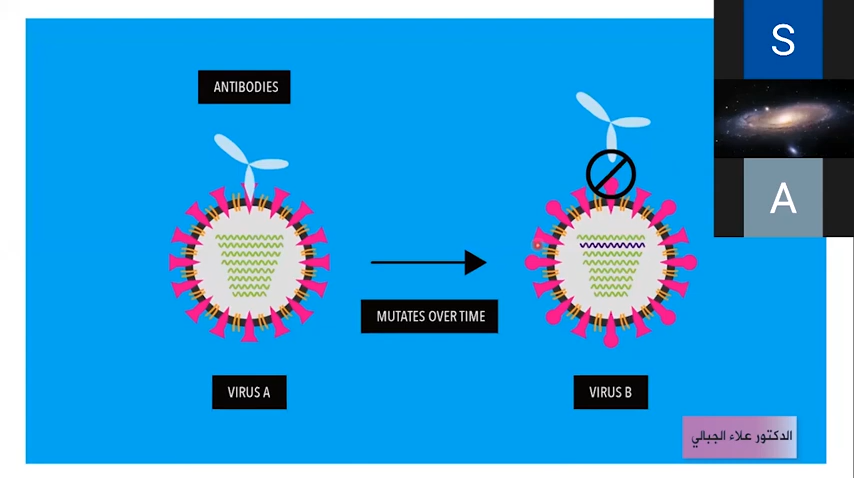 ANTIBODIES
MUTATES OVER TIME
VIRUS A
VIRUS B
الدكتور علاء الجبالي
S
A